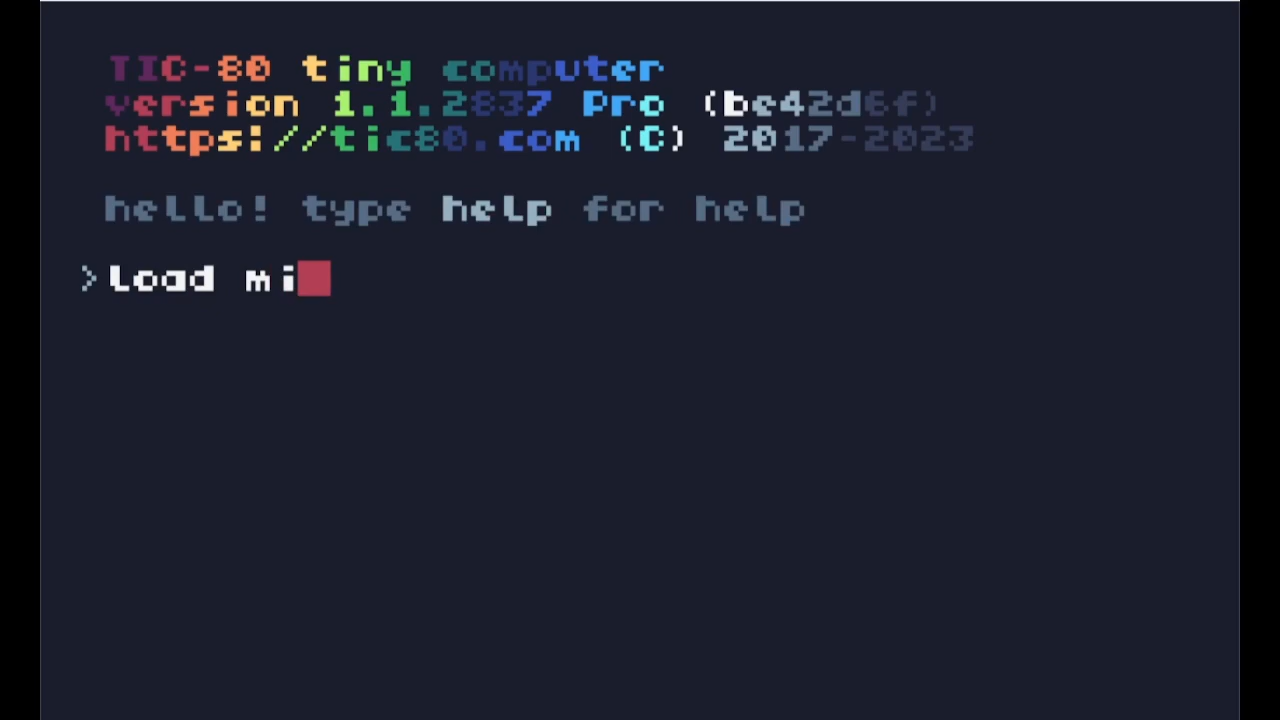 TIC-80 tiny computer
version 1.1.2837 Pro (be42d6f)
https://tic80.com (C) 2017-2023
hello! type help for help
>load mi